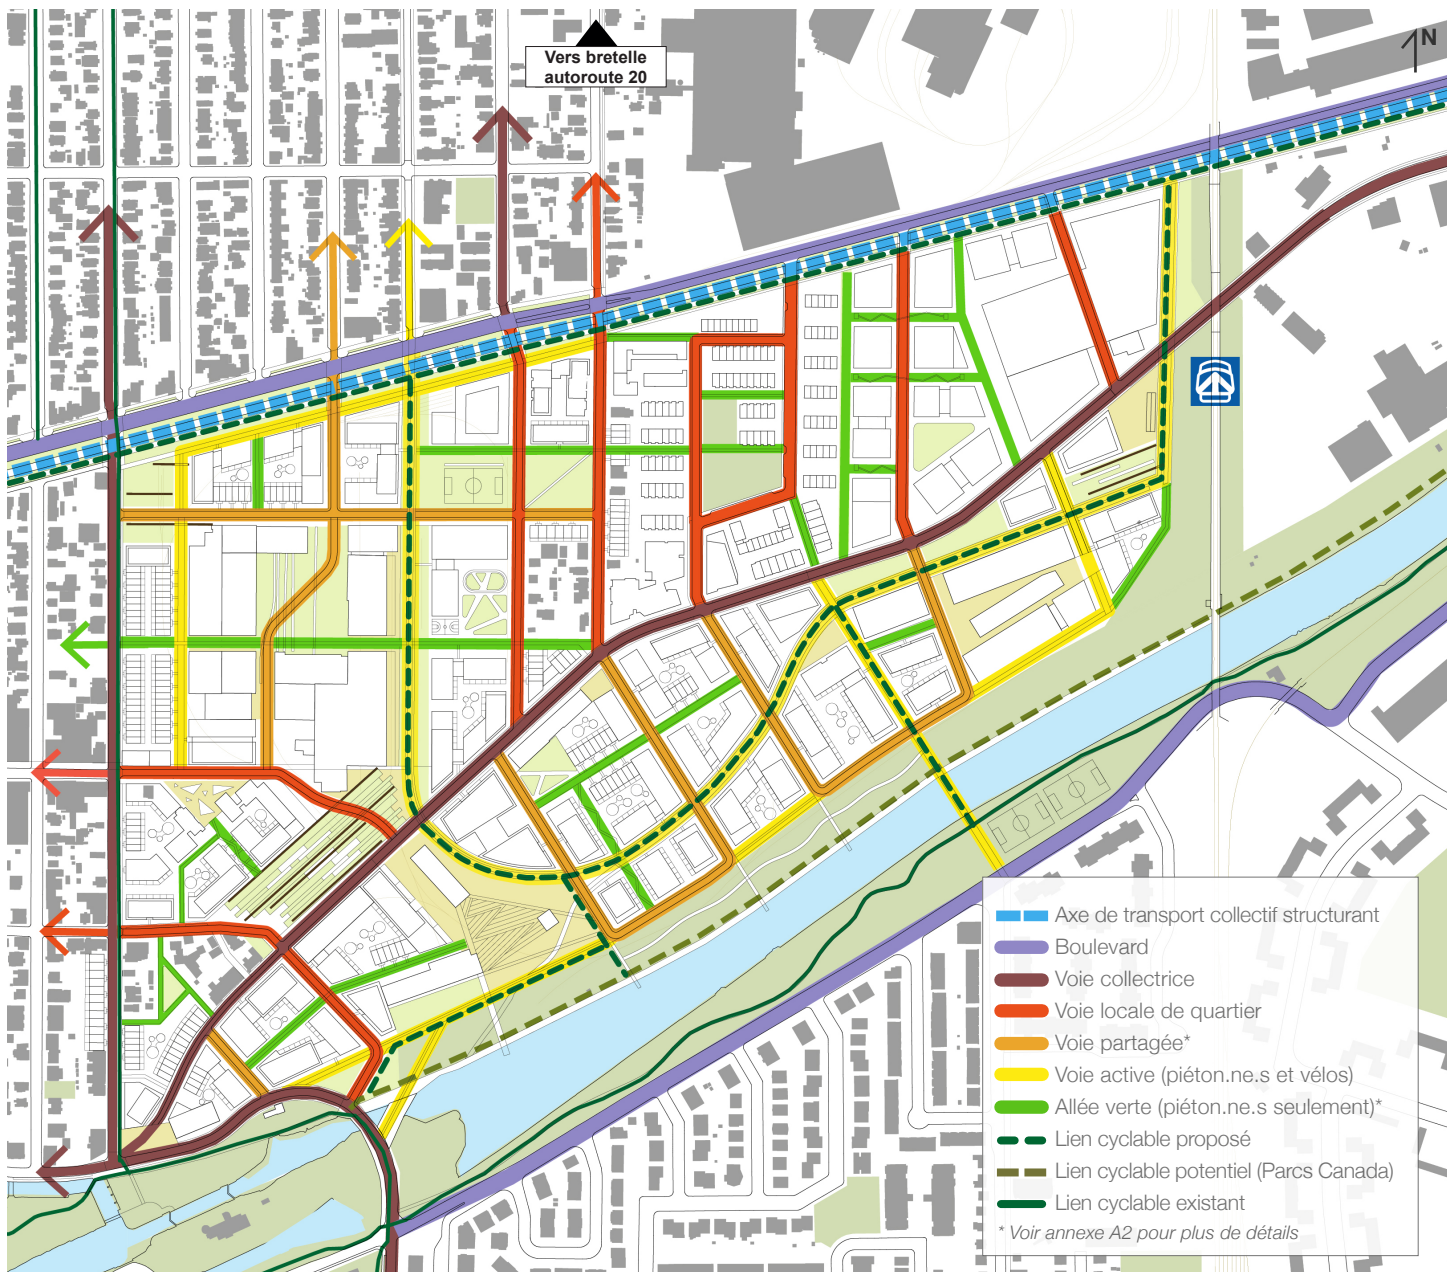 Vers bretelle
autoroute 20
N
Axe de transport collectif structurant
Boulevard
Voie collectrice
Voie locale de quartier
Voie partagée*
Voie active (piéton.ne.s et vélos)
Allée verte (piéton.ne.s seulement)*
Lien cyclable proposé
Lien cyclable potentiel (Parcs Canada)
Lien cyclable existant
* Voir annexe A2 pour plus de détails